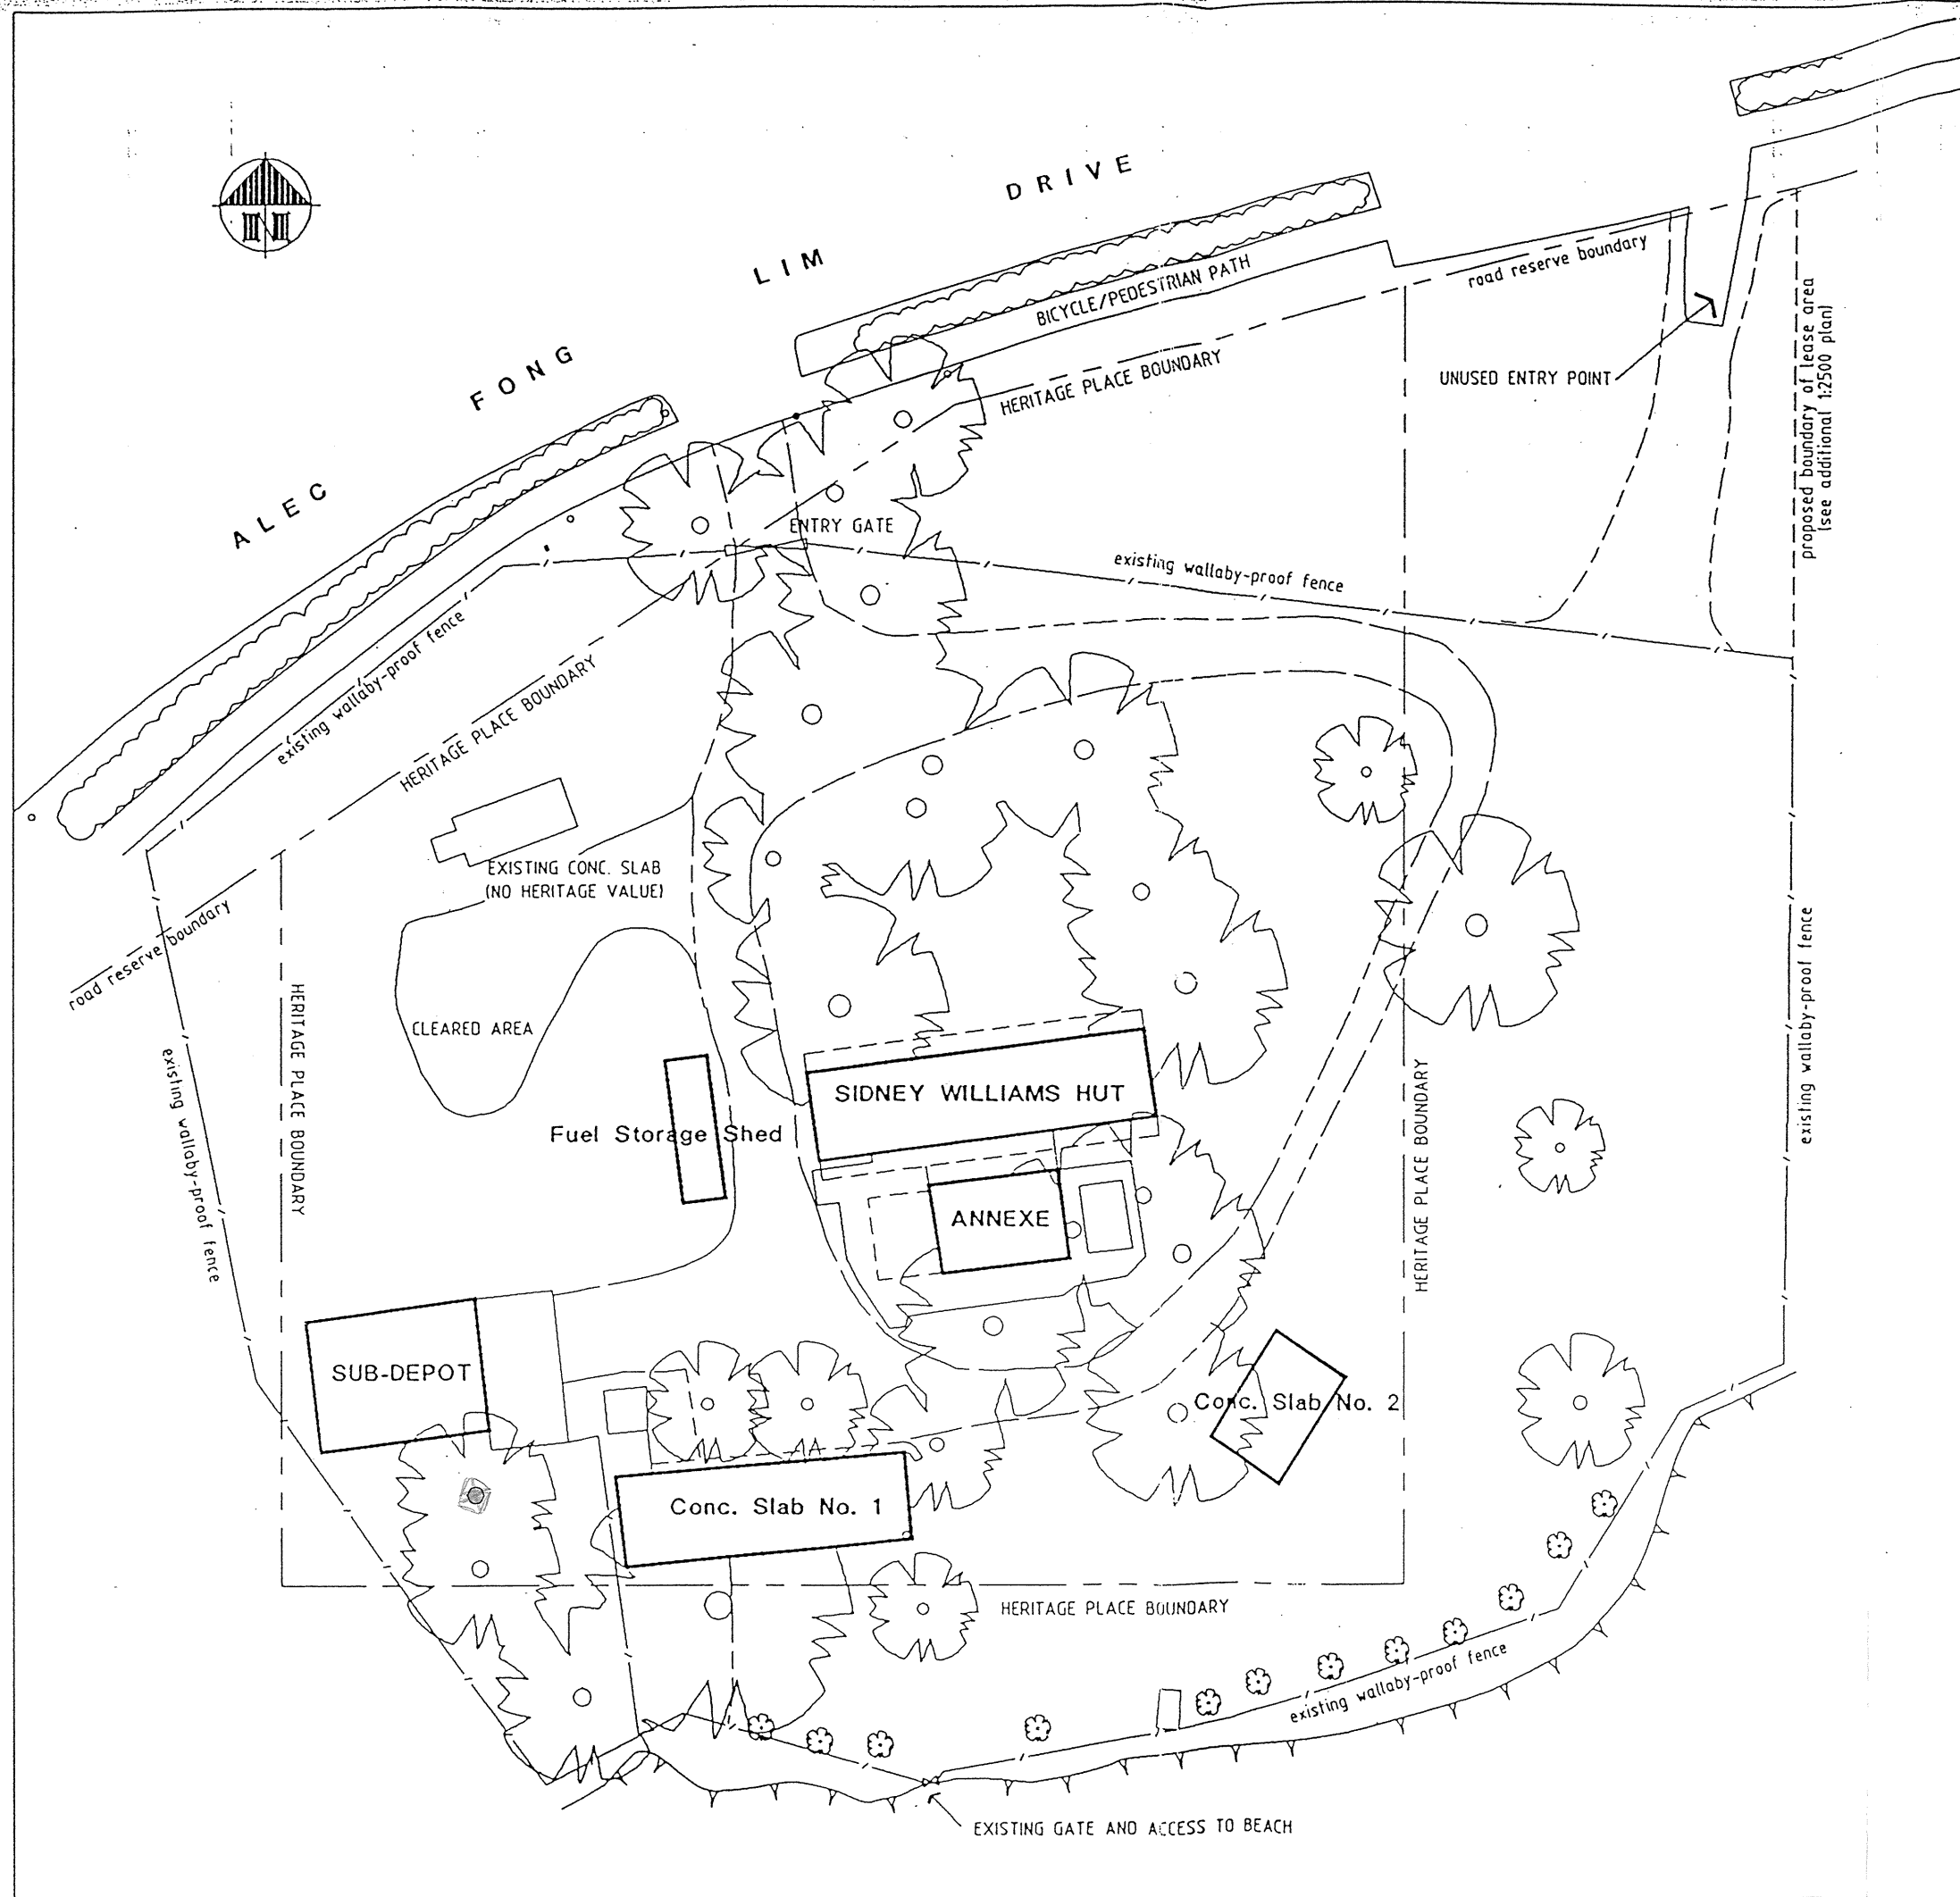 N
ALEC FONG LIM DRIVE
BICYCLE/PEDESTRIAN PATH
road reserve boundary
HERITAGE PLACE BOUNDARY
UNUSED ENTRY POINT
proposed boundary of lease area
(see additional 1:2500 plan)
ENTRY GATE
existing wallaby-proof fence
existing wallaby-proof fence
HERITAGE PLACE BOUNDARY
EXISTING CONC. SLAB
(NO HERITAGE VALUE)
road reserve boundary
CLEARED AREA
HERITAGE PLACE BOUNDARY
existing wallaby-proof fence
SIDNEY WILLIAMS HUT
Fuel Storage Shed
ANNEXE
HERITAGE PLACE BOUNDARY
existing wallaby-proof fence
SUB-DEPOT
Conc. Slab No. 2
Conc. Slab No. 1
HERITAGE PLACE BOUNDARY
existing wallaby-proof fence
EXISTING GATE AND ACCESS TO BEACH